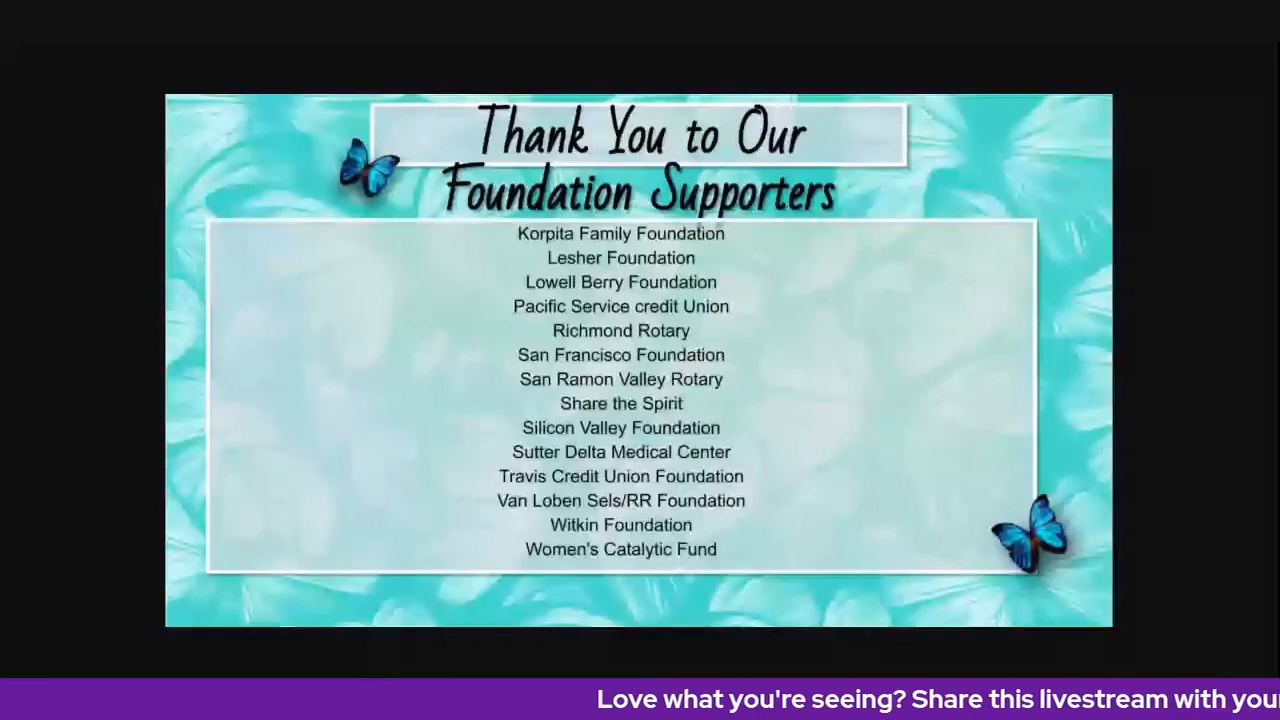 Thank You to Our
Foundation Supporters
Korpita Family Foundation
Lesher Foundation
Lowell Berry Foundation
Pacific Service credit Union
Richmond Rotary
San Francisco Foundation
San Ramon Valley Rotary
Share the Spirit
Silicon Valley Foundation
Sutter Delta Medical Center
Travis Credit Union Foundation
Van Loben Sels/RR Foundation
Witkin Foundation
Women's Catalytic Fund
Love what you're seeing? Share this livestream with you